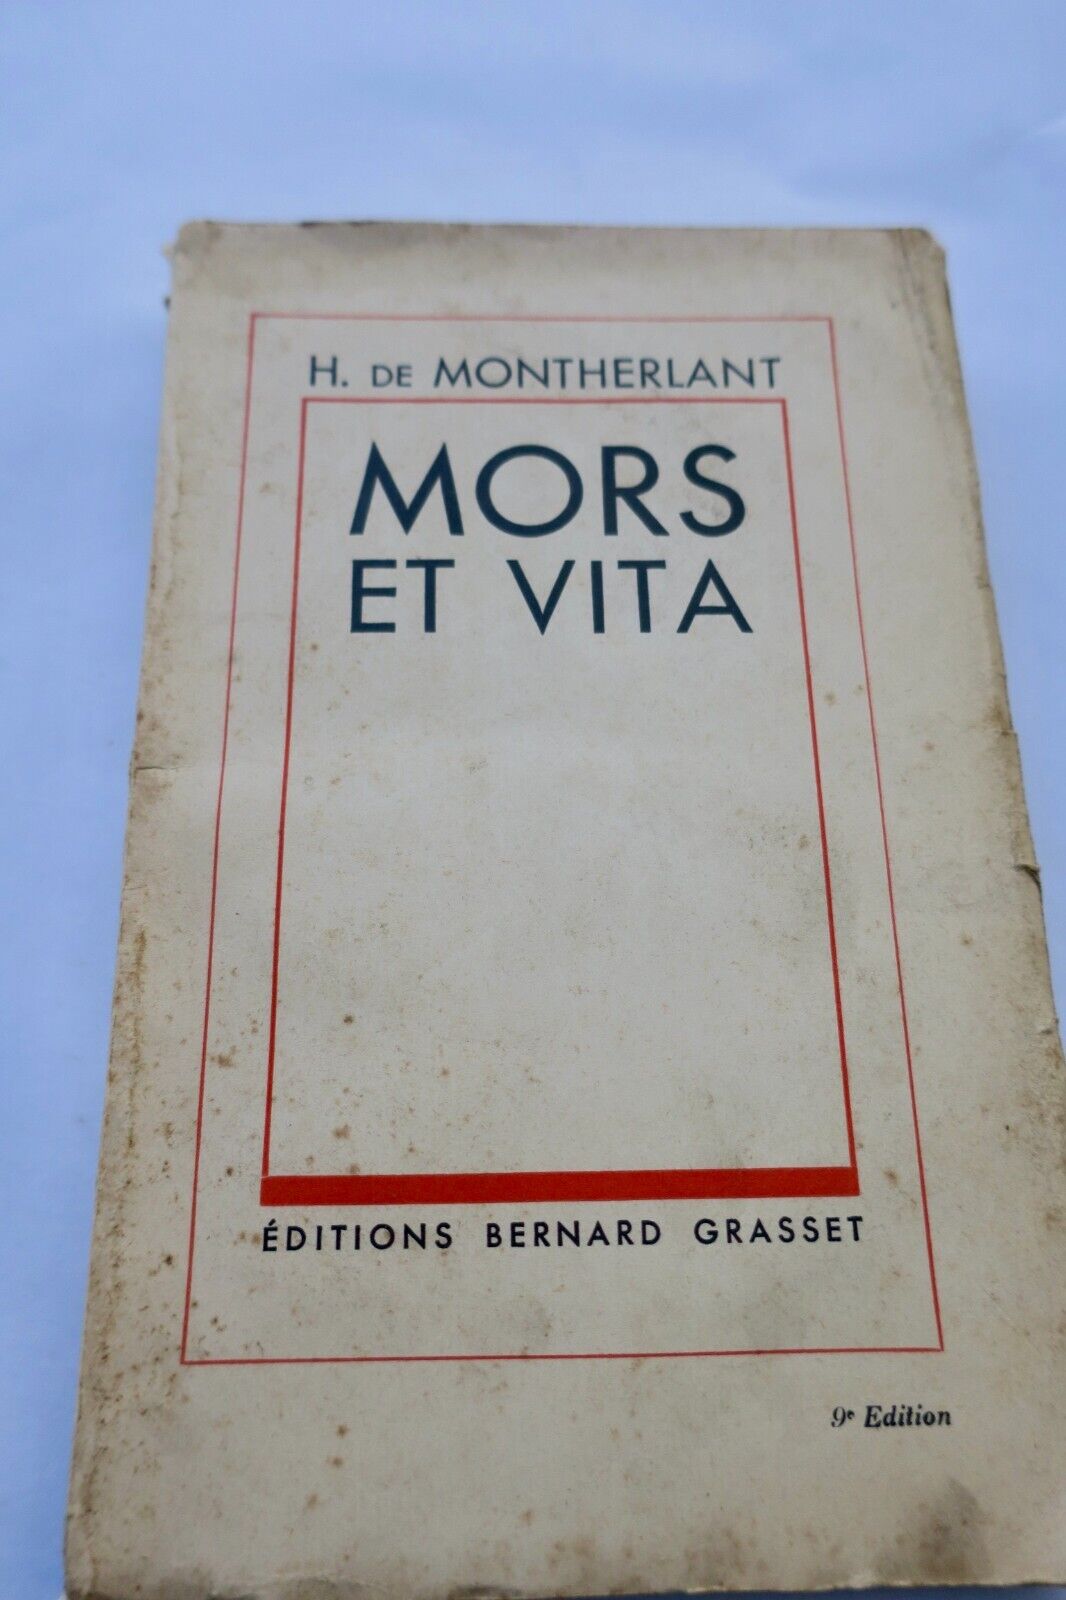 H. DE MONTHERLANT
MORS
ET VITA
ÉDITIONS BERNARD GRASSET
9e Edition